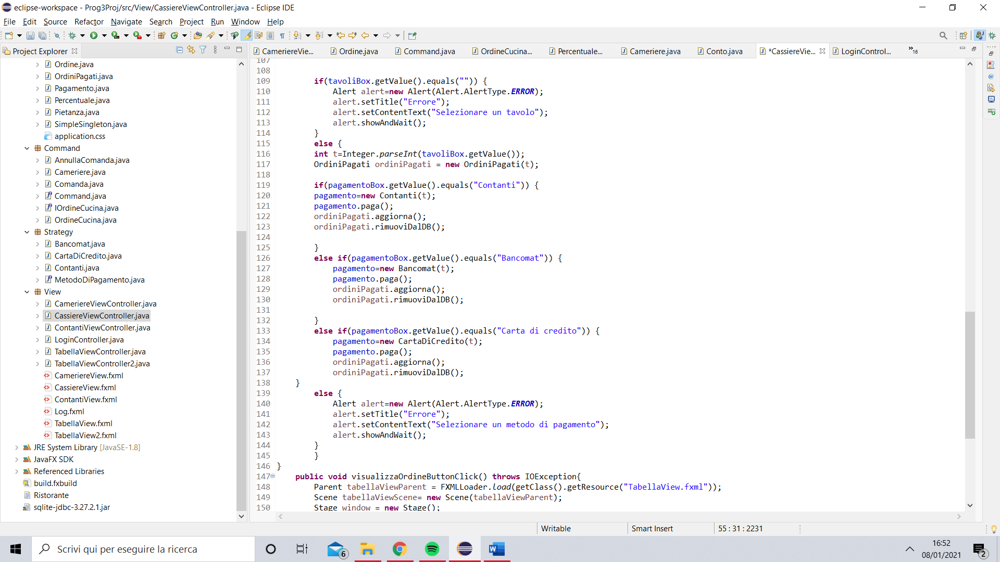 eclipse-workspace - Prog3Proj/src/View/CassiereViewController.java - Eclipse IDE
File Edit Source Refactor Navigate Search Project Run Window Help
Project Explorer
Ordine.java
OrdiniPagati.java
Pagamento.java
Percentuale.java
Pietanza.java
SimpleSingleton.java
application.css
Command
AnnullaComanda.java
Cameriere.java
Comanda.java
Command.java
IOrdineCucina.java
OrdineCucina.java
Strategy
Bancomat.java
CartaDiCredito.java
Contanti.java
MetodoDiPagamento.java
View
CameriereViewController.java
CassiereViewController.java
ContantiViewController.java
LoginController.java
TabellaViewController.java
TabellaViewController2.java
CameriereView.fxml
CassiereView.fxml
ContantiView.fxml
Log.fxml
TabellaView.fxml
TabellaView2.fxml
JRE System Library [JavaSE-1.8]
JavaFX SDK
Referenced Libraries
build.fxbuild
Ristorante
sqlite-jdbc-3.27.2.1.jar
CameriereVie... Ordine.java Command.java OrdineCucina... Percentuale... Cameriere.java Conto.java *CassiereVie... LoginControl... »16
107
108
109 if(tavoliBox.getValue().equals("")) {
110 Alert alert=new Alert(Alert.AlertType.ERROR);
111 alert.setTitle("Errore");
112 alert.setContentText("Selezionare un tavolo");
113 alert.showAndWait();
114 }
115 else {
116 int t=Integer.parseInt(tavoliBox.getValue());
117 OrdiniPagati ordiniPagati = new OrdiniPagati(t);
118
119 if(pagamentoBox.getValue().equals("Contanti")) {
120 pagamento=new Contanti(t);
121 pagamento.paga();
122 ordiniPagati.aggiorna();
123 ordiniPagati.rimuoviDalDB();
124
125 }
126 else if(pagamentoBox.getValue().equals("Bancomat")) {
127 pagamento=new Bancomat(t);
128 pagamento.paga();
129 ordiniPagati.aggiorna();
130 ordiniPagati.rimuoviDalDB();
131
132 }
133 else if(pagamentoBox.getValue().equals("Carta di credito")) {
134 pagamento=new CartaDiCredito(t);
135 pagamento.paga();
136 ordiniPagati.aggiorna();
137 ordiniPagati.rimuoviDalDB();
138 }
139 else {
140 Alert alert=new Alert(Alert.AlertType.ERROR);
141 alert.setTitle("Errore");
142 alert.setContentText("Selezionare un metodo di pagamento");
143 alert.showAndWait();
144 }
145 }
146 }
147 public void visualizzaOrdineButtonClick() throws IOException{
148 Parent tabellaViewParent = FXMLLoader.load(getClass().getResource("TabellaView.fxml"));
149 Scene tabellaViewScene= new Scene(tabellaViewParent);
150 Stage window = new Stage();
Writable Smart Insert 55 : 31 : 2231
Scrivi qui per eseguire la ricerca
6
16:52
08/01/2021
2